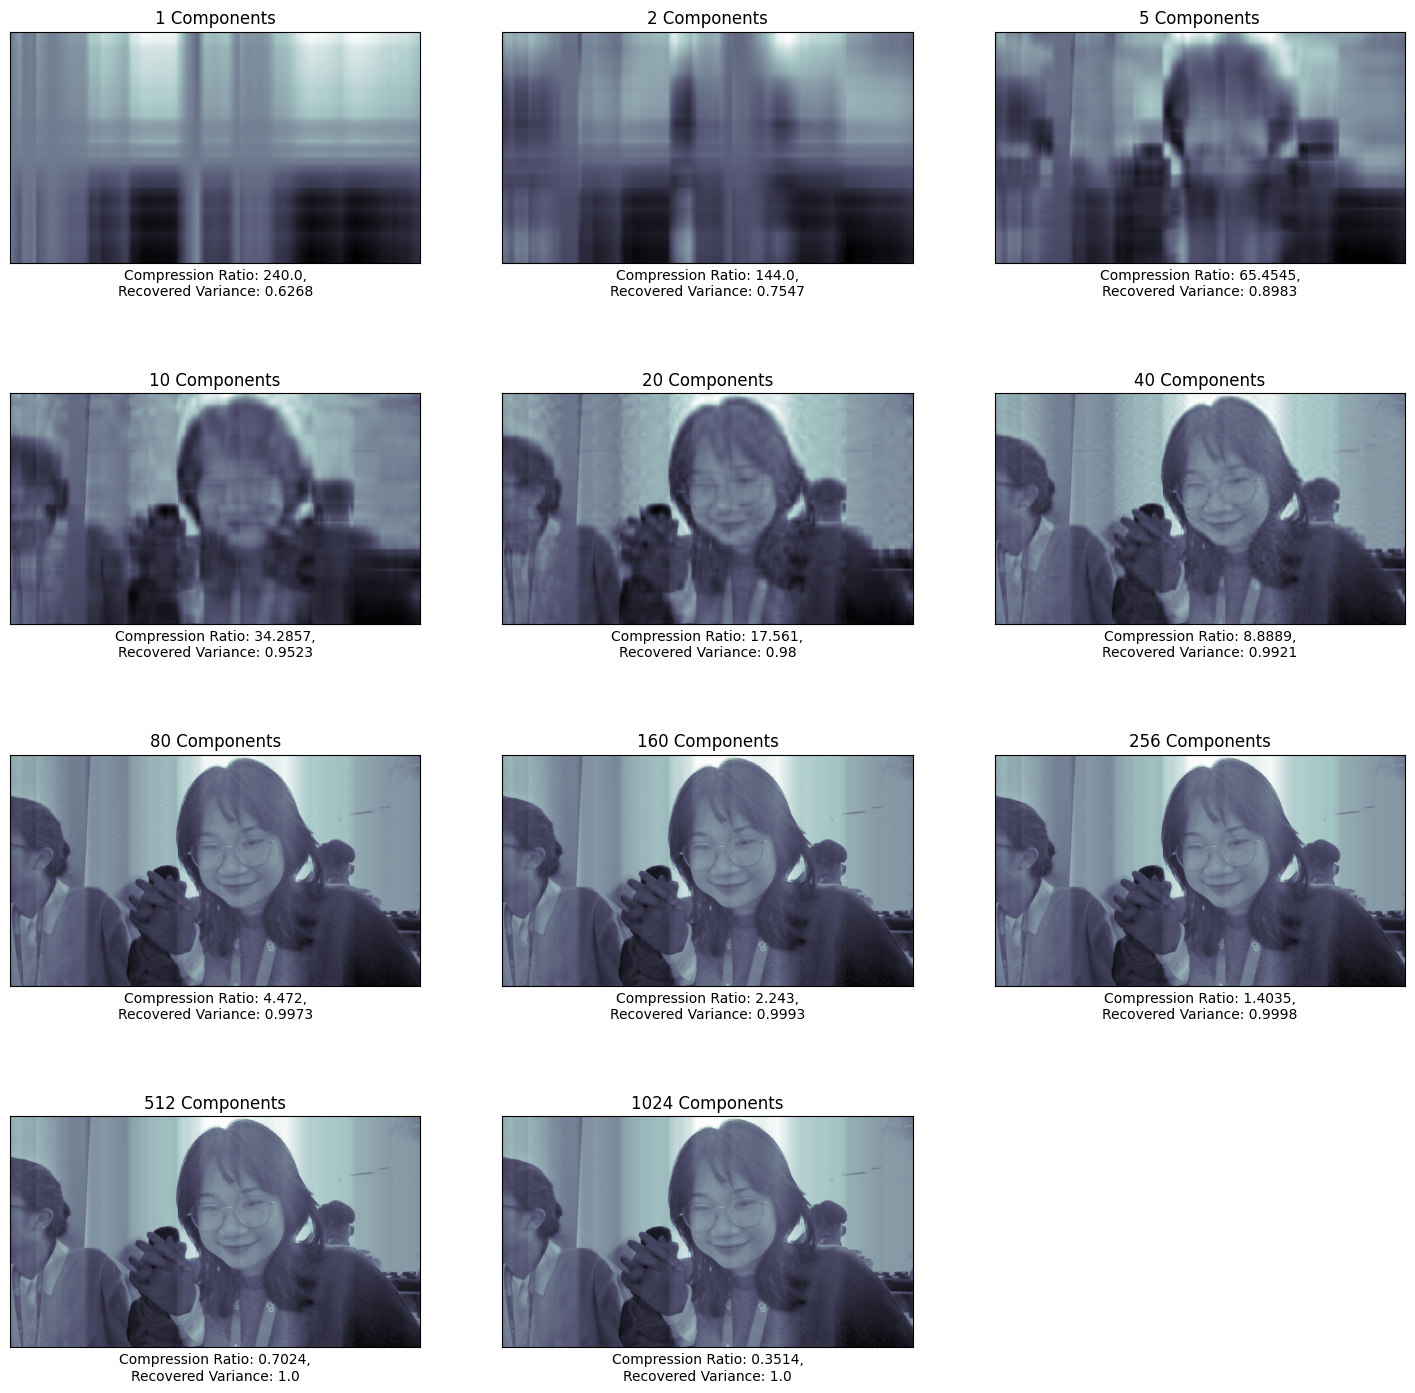 1 Components
Compression Ratio: 240.0,
Recovered Variance: 0.6268
2 Components
Compression Ratio: 144.0,
Recovered Variance: 0.7547
5 Components
Compression Ratio: 65.4545,
Recovered Variance: 0.8983
10 Components
Compression Ratio: 34.2857,
Recovered Variance: 0.9523
20 Components
Compression Ratio: 17.561,
Recovered Variance: 0.98
40 Components
Compression Ratio: 8.8889,
Recovered Variance: 0.9921
80 Components
Compression Ratio: 4.472,
Recovered Variance: 0.9973
160 Components
Compression Ratio: 2.243,
Recovered Variance: 0.9993
256 Components
Compression Ratio: 1.4035,
Recovered Variance: 0.9998
512 Components
Compression Ratio: 0.7024,
Recovered Variance: 1.0
1024 Components
Compression Ratio: 0.3514,
Recovered Variance: 1.0